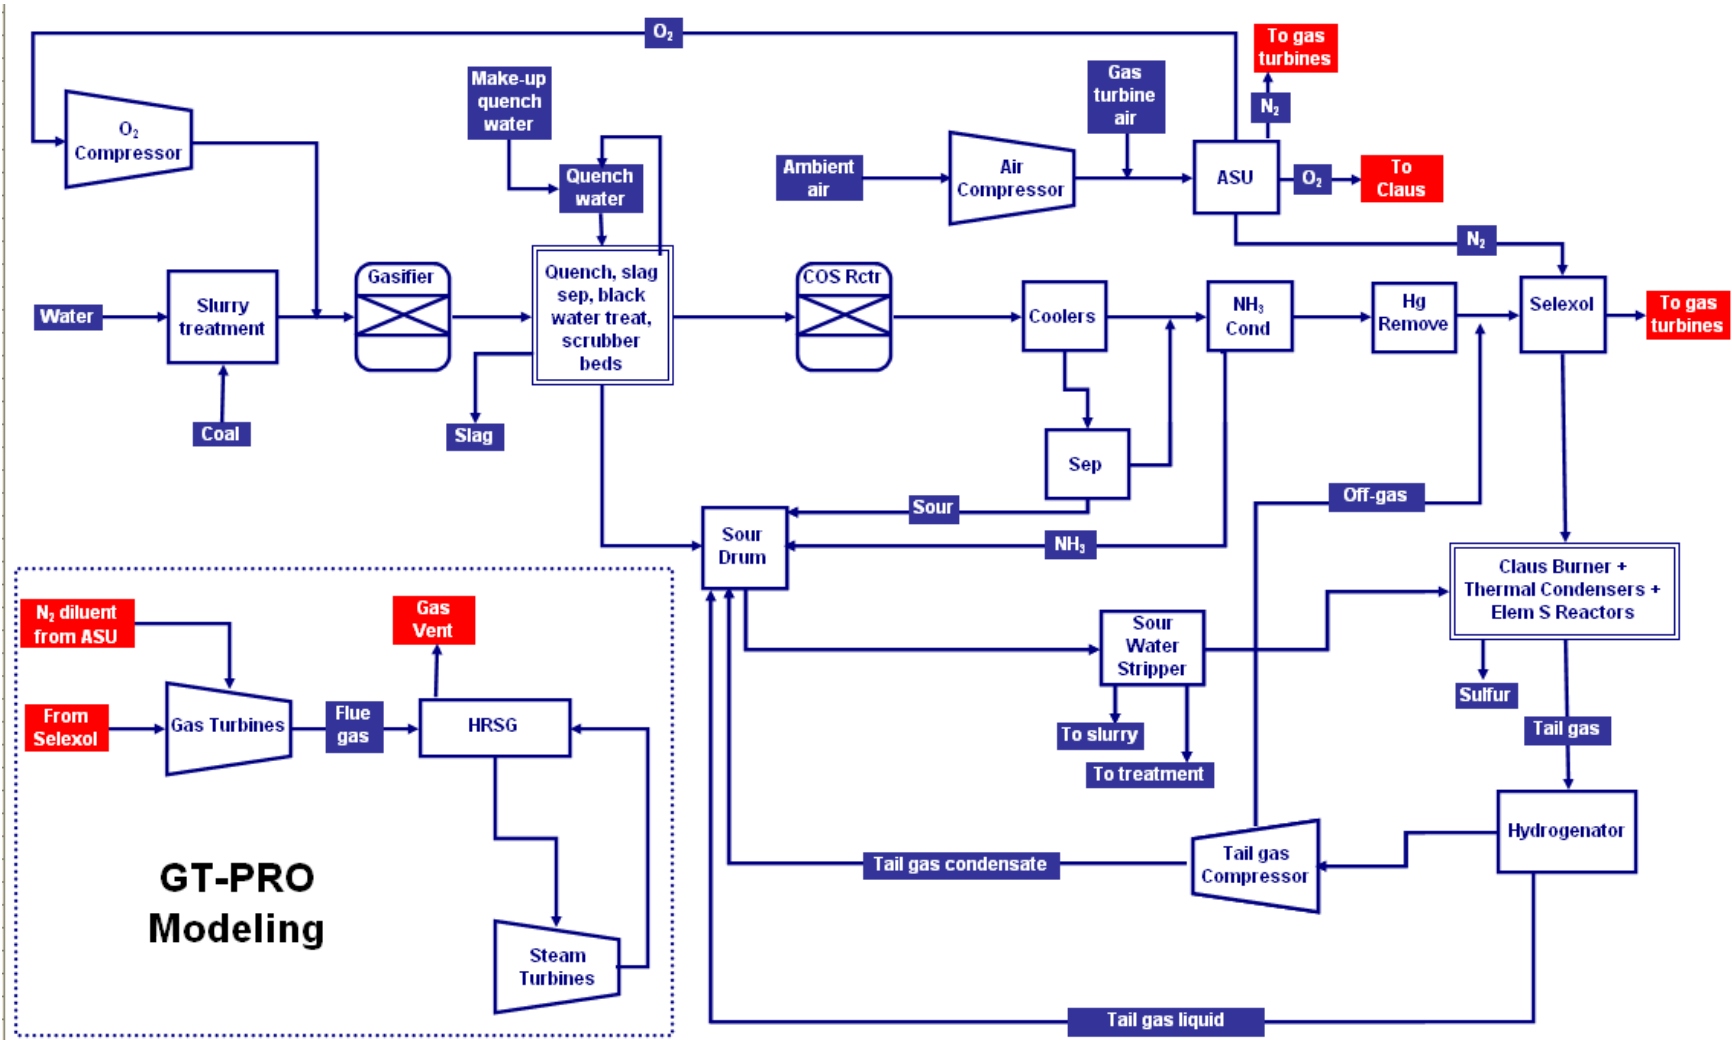 O₂
To gas
turbines
Make-up
quench
water
Gas
turbine
air
N₂
O₂
Compressor
Quench
water
Ambient
air
Air
Compressor
ASU
O₂
To
Claus
N₂
Water
Slurry
treatment
Gasifier
Quench, slag
sep, black
water treat,
scrubber
beds
COS Rctr
Coolers
NH₃
Cond
Hg
Remove
Selexol
To gas
turbines
Coal
Slag
Sep
Off-gas
Sour
Sour
Drum
NH₃
Claus Burner +
Thermal Condensers +
Elem S Reactors
N₂ diluent
from ASU
Gas
Vent
Sour
Water
Stripper
Sulfur
From
Selexol
Gas Turbines
Flue
gas
HRSG
To slurry
To treatment
Tail gas
Hydrogenator
Tail gas condensate
Tail gas
Compressor
GT-PRO
Modeling
Steam
Turbines
Tail gas liquid